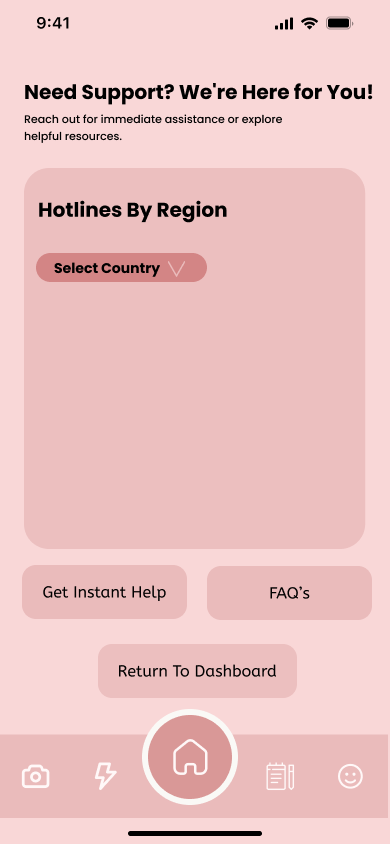 9:41
Need Support? We're Here for You!
Reach out for immediate assistance or explore
helpful resources.
Hotlines By Region
Select Country
Get Instant Help
FAQ’s
Return To Dashboard